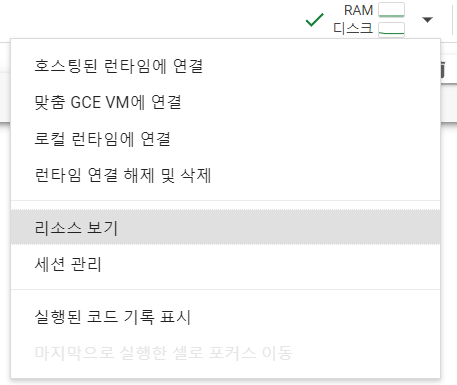 RAM
디스크
호스팅된 런타임에 연결
맞춤 GCE VM에 연결
로컬 런타임에 연결
런타임 연결 해제 및 삭제
리소스 보기
세션 관리
실행된 코드 기록 표시
마지막으로 실행한 셀로 포커스 이동